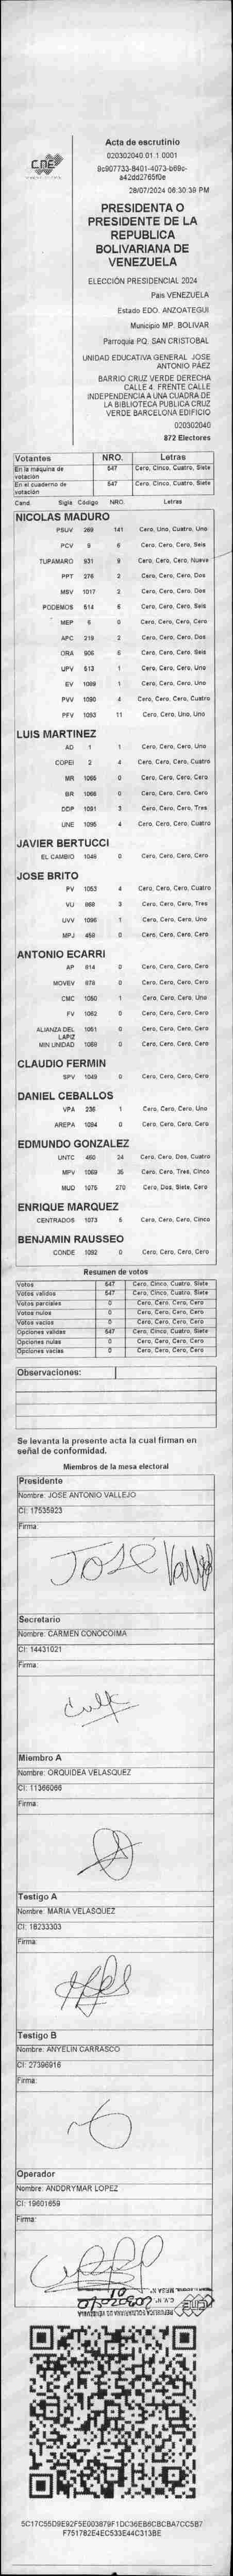 CNE
Acta de escrutinio
020302040.01.1.0001
28/07/2024 06:30:39 PM
PRESIDENTA O
PRESIDENTE DE LA
REPUBLICA
BOLIVARIANA DE
VENEZUELA
ELECCIÓN PRESIDENCIAL 2024
Pais VENEZUELA
Estado EDO. ANZOATEGUI
Municipio MP. BOLIVAR
Parroquia PQ. SAN CRISTOBAL
UNIDAD EDUCATIVA GENERAL JOSE
ANTONIO PÁEZ
BARRIO CRUZ VERDE DERECHA
CALLE 4. FRENTE CALLE
INDEPENDENCIA A UNA CUADRA DE
LA BIBLIOTECA PUBLICA CRUZ
VERDE BARCELONA EDIFICIO
020302040
872 Electores
Votantes NRO. Letras
En la máquina de votación 547 Cero, Cinco, Cuatro, Siete
En el cuaderno de votación 547 Cero, Cinco, Cuatro, Siete
Cand. Sigla Código NRO. Letras
NICOLAS MADURO
PSUV 269 141 Cero, Uno, Cuatro, Uno
PCV 9 6 Cero, Cero, Cero, Seis
TUPAMARO 931 9 Cero, Cero, Cero, Nueve
PPT 276 2 Cero, Cero, Cero, Dos
MSV 1017 2 Cero, Cero, Cero, Dos
PODEMOS 614 6 Cero, Cero, Cero, Seis
MEP 6 0 Cero, Cero, Cero, Cero
APC 219 2 Cero, Cero, Cero, Dos
ORA 906 6 Cero, Cero, Cero, Seis
UPV 513 1 Cero, Cero, Cero, Uno
EV 1099 1 Cero, Cero, Cero, Uno
PVV 1090 4 Cero, Cero, Cero, Cuatro
PFV 1093 11 Cero, Cero, Uno, Uno
LUIS MARTINEZ
AD 1 1 Cero, Cero, Cero, Uno
COPEI 2 4 Cero, Cero, Cero, Cuatro
MR 1065 0 Cero, Cero, Cero, Cero
BR 1068 0 Cero, Cero, Cero, Cero
DDP 1091 3 Cero, Cero, Cero, Tres
UNE 1095 4 Cero, Cero, Cero, Cuatro
JAVIER BERTUCCI
EL CAMBIO 1046 0 Cero, Cero, Cero, Cero
JOSE BRITO
PV 1053 4 Cero, Cero, Cero, Cuatro
VU 868 3 Cero, Cero, Cero, Tres
UVV 1096 1 Cero, Cero, Cero, Uno
MPJ 458 0 Cero, Cero, Cero, Cero
ANTONIO ECARRI
AP 814 0 Cero, Cero, Cero, Cero
MOVEV 978 0 Cero, Cero, Cero, Cero
CMC 1050 1 Cero, Cero, Cero, Uno
FV 1062 0 Cero, Cero, Cero, Cero
ALIANZA DEL LAPIZ 1051 0 Cero, Cero, Cero, Cero
MIN UNIDAD 1069 0 Cero, Cero, Cero, Cero
CLAUDIO FERMIN
SPV 1049 0 Cero, Cero, Cero, Cero
DANIEL CEBALLOS
VPA 236 1 Cero, Cero, Cero, Uno
AREPA 1094 0 Cero, Cero, Cero, Cero
EDMUNDO GONZALEZ
UNTC 460 24 Cero, Cero, Dos, Cuatro
MPV 1069 35 Cero, Cero, Tres, Cinco
MUD 1075 270 Cero, Dos, Siete, Cero
ENRIQUE MARQUEZ
CENTRADOS 1073 5 Cero, Cero, Cero, Cinco
BENJAMIN RAUSSEO
CONDE 1092 0 Cero, Cero, Cero, Cero
Resumen de votos
Votos 547 Cero, Cinco, Cuatro, Siete
Votos validos 547 Cero, Cinco, Cuatro, Siete
Votos parciales 0 Cero, Cero, Cero, Cero
Votos nulos 0 Cero, Cero, Cero, Cero
Votos vacios 0 Cero, Cero, Cero, Cero
Opciones validas 547 Cero, Cinco, Cuatro, Siete
Opciones nulas 0 Cero, Cero, Cero, Cero
Opciones vacias 0 Cero, Cero, Cero, Cero
Observaciones:
Se levanta la presente acta la cual firman en
señal de conformidad.
Miembros de la mesa electoral
Presidente
Nombre: JOSE ANTONIO VALLEJO
CI: 17535923
Firma:
José Vallejo
Secretario
Nombre: CARMEN CONOCOIMA
CI: 14431021
Firma:
Miembro A
Nombre: ORQUIDEA VELASQUEZ
CI: 11366066
Firma:
Testigo A
Nombre: MARIA VELASQUEZ
CI: 18233303
Firma:
Testigo B
Nombre: ANYELIN CARRASCO
CI: 27396916
Firma:
Operador
Nombre: ANDDRYMAR LOPEZ
CI: 19601659
Firma:
MESA N° 01
C.V. N° 020302040
REPUBLICA BOLIVARIANA DE VENEZUELA
CNE
5C17C55D9E92F5E003879F1DC36EB6CBCBA7CC5B7
F751782E4EC533E44C313BE